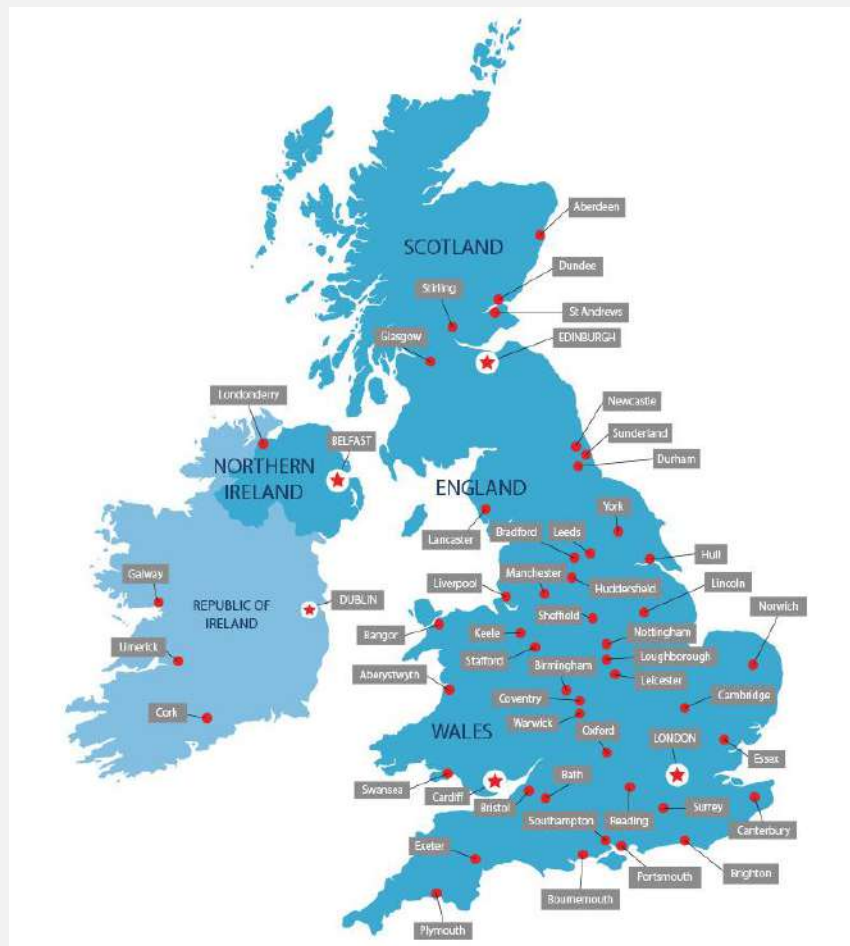 Aberdeen
SCOTLAND
Dundee
Stirling
St Andrews
Glasgow
EDINBURGH
Londonderry
Newcastle
Sunderland
BELFAST
Durham
NORTHERN
IRELAND
ENGLAND
York
Bradford
Leeds
Lancaster
Hull
Manchester
Galway
Liverpool
Huddersfield
Lincoln
REPUBLIC OF
IRELAND
DUBLIN
Norwich
Sheffield
Bangor
Keele
Nottingham
Limerick
Stafford
Loughborough
Birmingham
Aberystwyth
Leicester
Coventry
Cambridge
Cork
Warwick
WALES
Oxford
LONDON
Essex
Bath
Swansea
Cardiff
Bristol
Southampton
Reading
Surrey
Canterbury
Exeter
Brighton
Portsmouth
Bournemouth
Plymouth